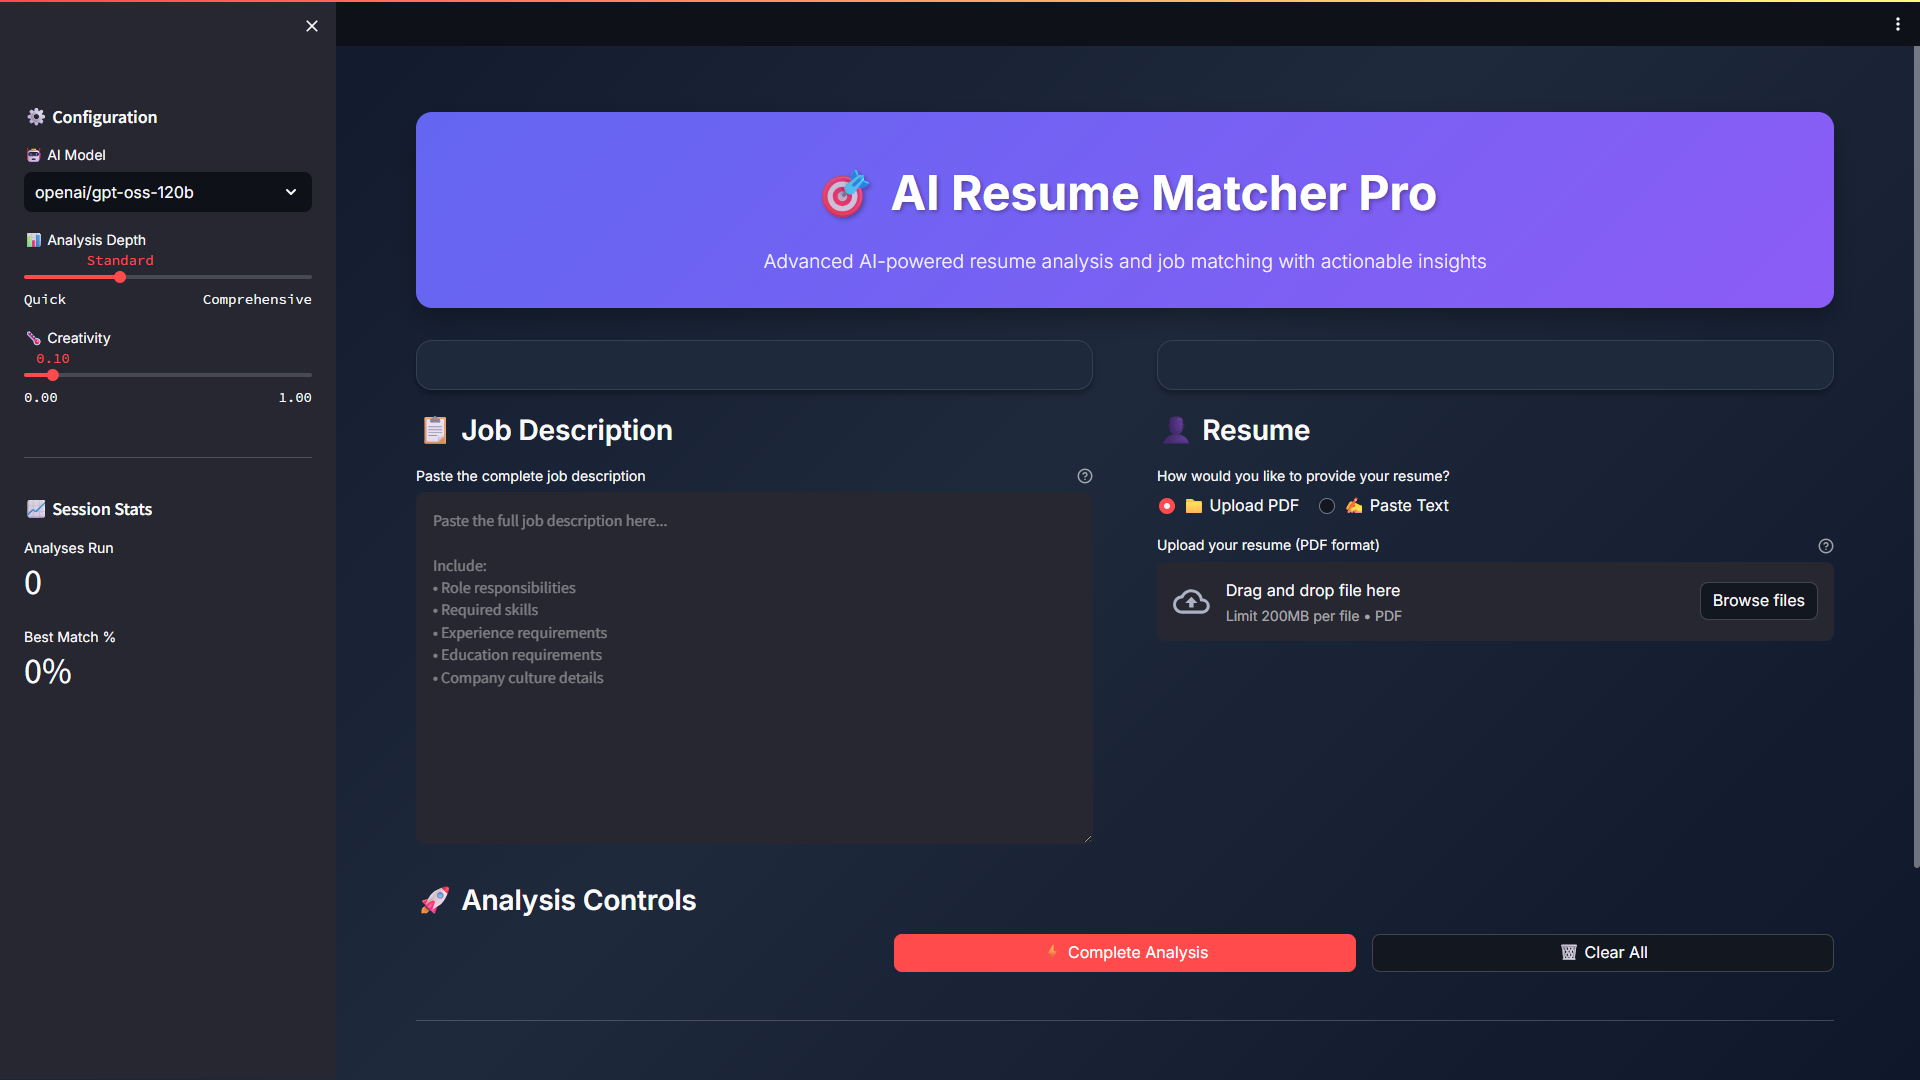 Configuration
AI Model
openai/gpt-oss-120b
Analysis Depth
Standard
Quick Comprehensive
Creativity
0.10
0.00 1.00
Session Stats
Analyses Run
0
Best Match %
0%
AI Resume Matcher Pro
Advanced AI-powered resume analysis and job matching with actionable insights
Job Description
Paste the complete job description
Paste the full job description here...
Include:
• Role responsibilities
• Required skills
• Experience requirements
• Education requirements
• Company culture details
Resume
How would you like to provide your resume?
Upload PDF Paste Text
Upload your resume (PDF format)
Drag and drop file here
Limit 200MB per file • PDF
Browse files
Analysis Controls
Complete Analysis
Clear All